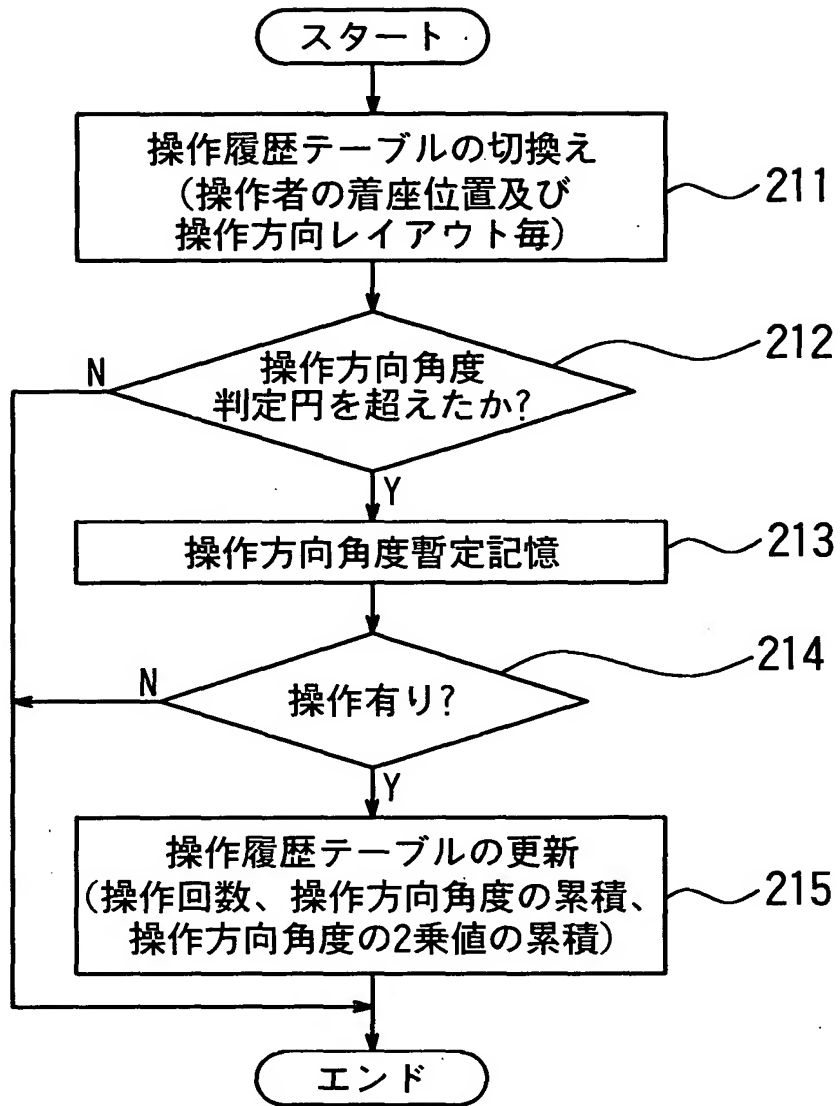 スタート
操作履歴テーブルの切換え
(操作者の着座位置及び
操作方向レイアウト毎)
211
操作方向角度
判定円を超えたか?
212
N
Y
操作方向角度暫定記憶
213
操作有り?
214
N
Y
操作履歴テーブルの更新
(操作回数、操作方向角度の累積、
操作方向角度の2乗値の累積)
215
エンド